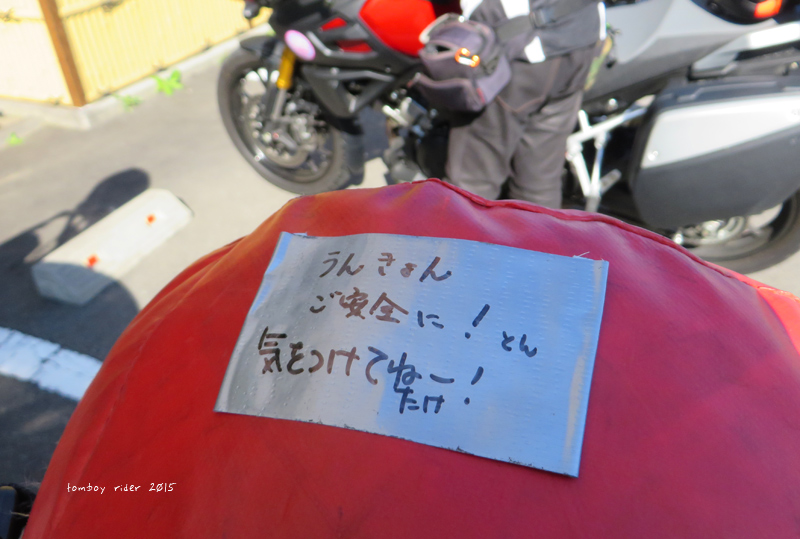 うんきょん
ご安全に! とん
気をつけてねー!
たけ
tomboy rider 2015